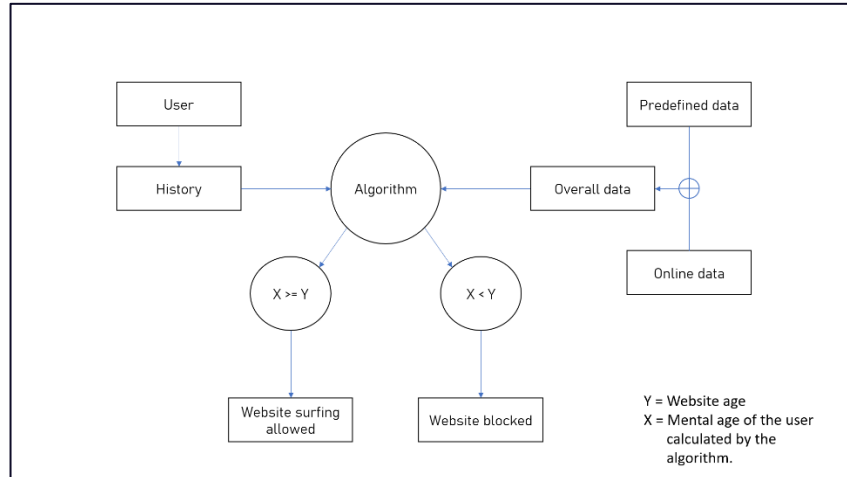 User
Predefined data
History
Algorithm
Overall data
Online data
X >= Y
X < Y
Website surfing
allowed
Website blocked
Y = Website age
X = Mental age of the user
calculated by the
algorithm.